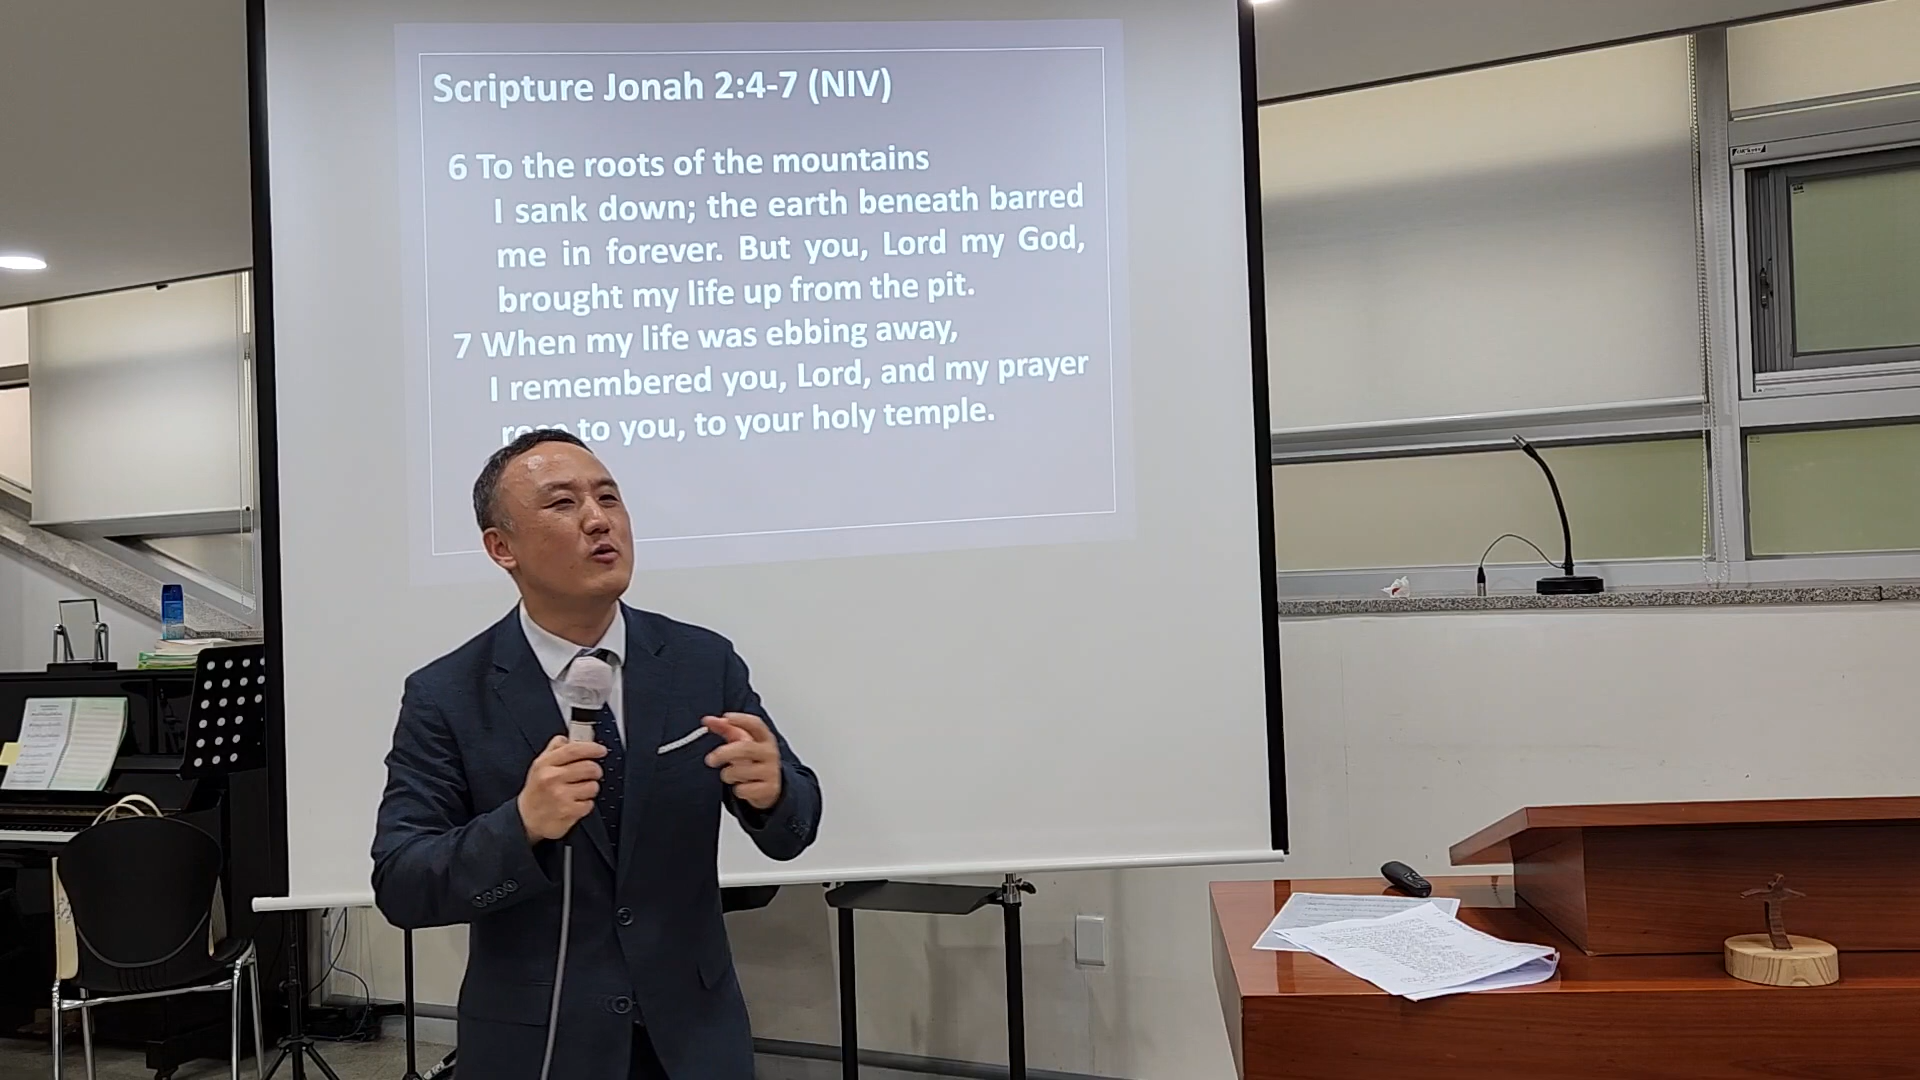 Scripture Jonah 2:4-7 (NIV)
6 To the roots of the mountains
I sank down; the earth beneath barred
me in forever. But you, Lord my God,
brought my life up from the pit.
7 When my life was ebbing away,
I remembered you, Lord, and my prayer
to you, to your holy temple.